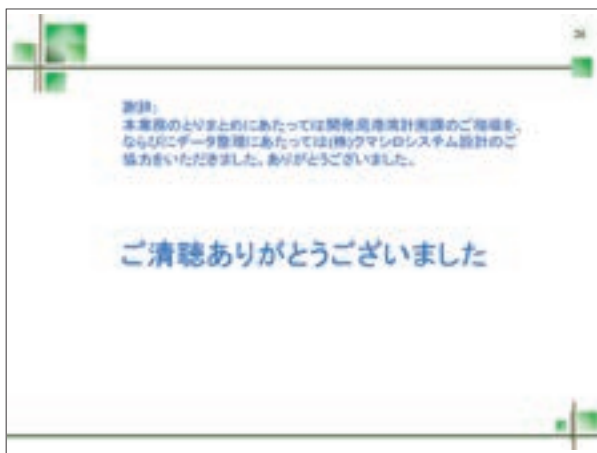 謝辞:
本業務のとりまとめにあたっては開発局港湾計画課のご指導を、
ならびにデータ整理にあたっては(株)クマシロシステム設計のご
協力をいただきました。ありがとうございました。
ご清聴ありがとうございました